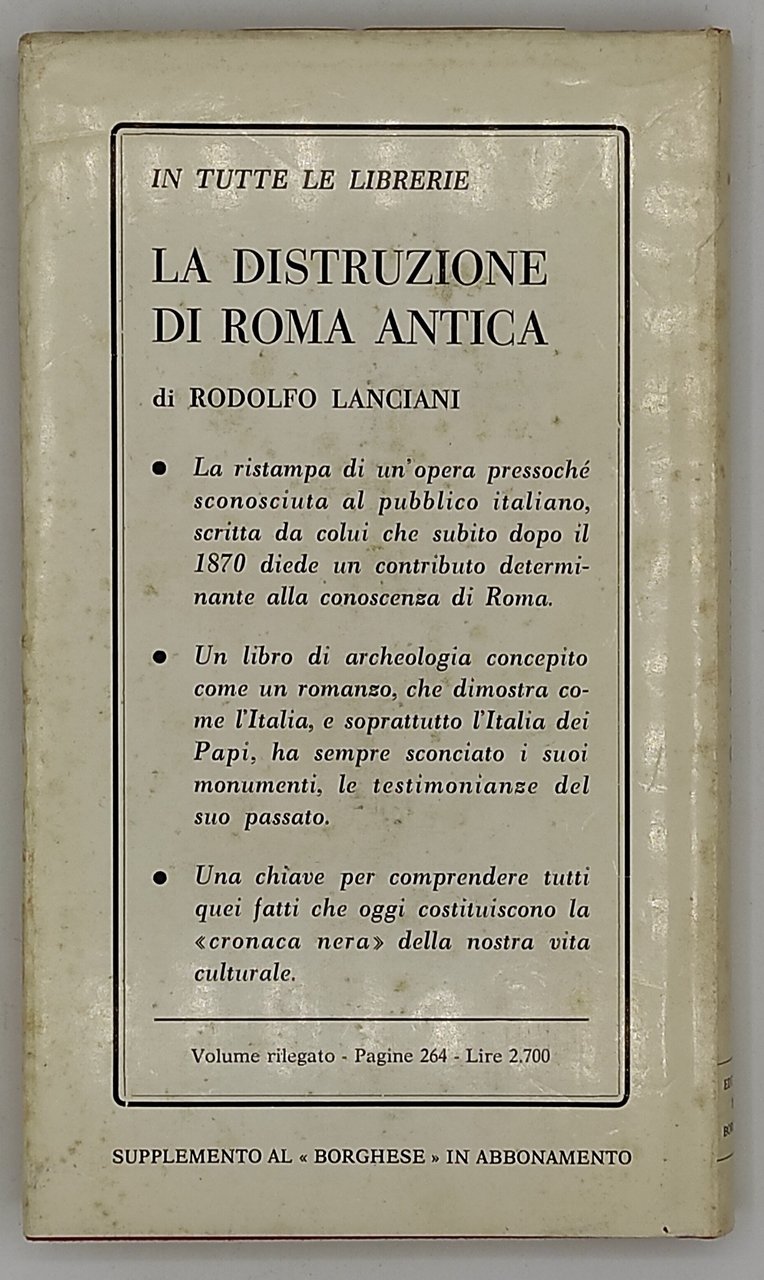 IN TUTTE LE LIBRERIE
LA DISTRUZIONE
DI ROMA ANTICA
di RODOLFO LANCIANI
● La ristampa di un'opera pressoché
sconosciuta al pubblico italiano,
scritta da colui che subito dopo il
1870 diede un contributo determi-
nante alla conoscenza di Roma.
● Un libro di archeologia concepito
come un romanzo, che dimostra co-
me l'Italia, e soprattutto l'Italia dei
Papi, ha sempre sconciato i suoi
monumenti, le testimonianze del
suo passato.
● Una chiave per comprendere tutti
quei fatti che oggi costituiscono la
«cronaca nera» della nostra vita
culturale.
Volume rilegato - Pagine 264 - Lire 2.700
SUPPLEMENTO AL « BORGHESE » IN ABBONAMENTO